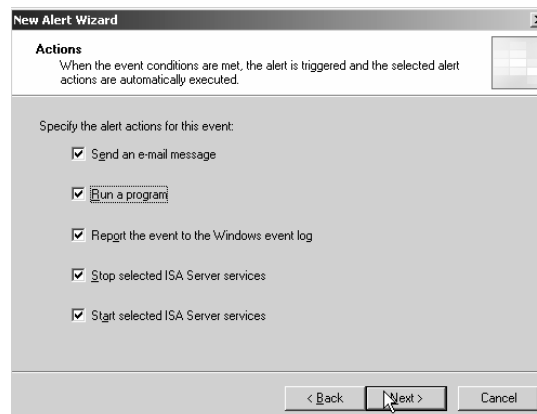 New Alert Wizard
Actions
When the event conditions are met, the alert is triggered and the selected alert
actions are automatically executed.
Specify the alert actions for this event:
Send an e-mail message
Run a program
Report the event to the Windows event log
Stop selected ISA Server services
Start selected ISA Server services
< Back Next > Cancel